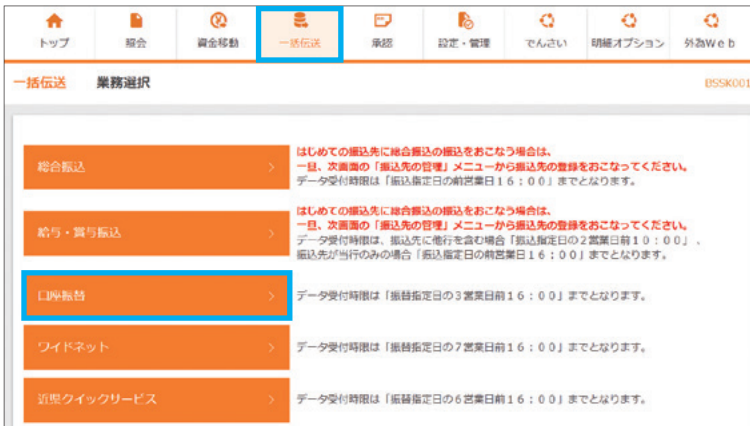 トップ
照会
資金移動
一括伝送
承認
設定・管理
でんさい
明細オプション
外為Web
一括伝送 業務選択
BSSK001
総合振込
はじめての振込先に総合振込の振込をおこなう場合は、
一旦、次画面の「振込先の管理」メニューから振込先の登録をおこなってください。
データ受付時限は「振込指定日の前営業日16:00」までとなります。
給与・賞与振込
はじめての振込先に総合振込の振込をおこなう場合は、
一旦、次画面の「振込先の管理」メニューから振込先の登録をおこなってください。
データ受付時限は、振込先に他行を含む場合「振込指定日の2営業日前10:00」、
振込先が当行のみの場合「振込指定日の前営業日16:00」までとなります。
口座振替
データ受付時限は「振替指定日の3営業日前16:00」までとなります。
ワイドネット
データ受付時限は「振替指定日の7営業日前16:00」までとなります。
近県クイックサービス
データ受付時限は「振替指定日の6営業日前16:00」までとなります。